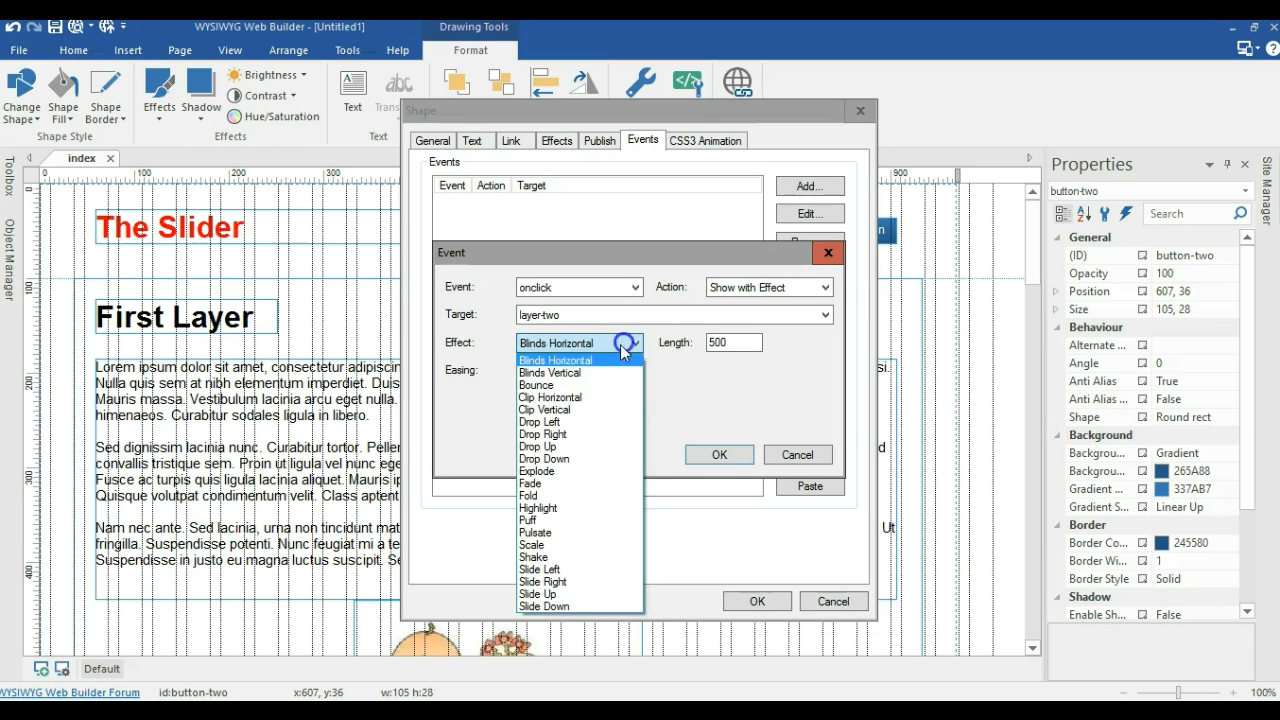 WYSIWYG Web Builder - [Untitled1]
Drawing Tools
File Home Insert Page View Arrange Tools Help Format
Change Shape
Shape Fill
Shape Border
Shape Style
Effects
Shadow
Brightness
Contrast
Hue/Saturation
Effects
Text
Text
Shape
index
General Text Link Effects Publish Events CSS3 Animation
Events
Event Action Target
Add...
Edit...
Event
Event: onclick Action: Show with Effect
Target: layer-two
Effect: Blinds Horizontal Length: 500
Easing:
Blinds Horizontal
Blinds Vertical
Bounce
Clip Horizontal
Clip Vertical
Drop Left
Drop Right
Drop Up
Drop Down
Explode
Fade
Fold
Highlight
Puff
Pulsate
Scale
Shake
Slide Left
Slide Right
Slide Up
Slide Down
OK Cancel
Paste
OK Cancel
Toolbox
Object Manager
0 100 200 300 900
0
100
200
300
400
The Slider
First Layer
Lorem ipsum dolor sit amet, consectetur
Nulla quis sem at nibh elementum imperdiet. Duis
Mauris massa. Vestibulum lacinia arcu eget nulla.
himenaeos. Curabitur sodales ligula in libero.
Sed dignissim lacinia nunc. Curabitur tortor.
convallis tristique sem. Proin ut ligula vel nunc
Fusce ac turpis quis ligula lacinia aliquet. Mauris
Quisque volutpat condimentum velit. Class aptent
Nam nec ante. Sed lacinia, urna non tincidunt
fringilla. Suspendisse potenti. Nunc feugiat mi a
Suspendisse in justo eu magna luctus suscipit.
Ut
Properties
Site Manager
button-two
Search
General
(ID) button-two
Opacity 100
Position 607, 36
Size 105, 28
Behaviour
Alternate ...
Angle 0
Anti Alias True
Anti Alias ... False
Shape Round rect
Background
Backgrou... Gradient
Backgrou... 265A88
Gradient ... 337AB7
Gradient S... Linear Up
Border
Border Co... 245580
Border Wi... 1
Border Style Solid
Shadow
Enable Sh... False
Default
WYSIWYG Web Builder Forum id:button-two x:607, y:36 w:105 h:28 100%